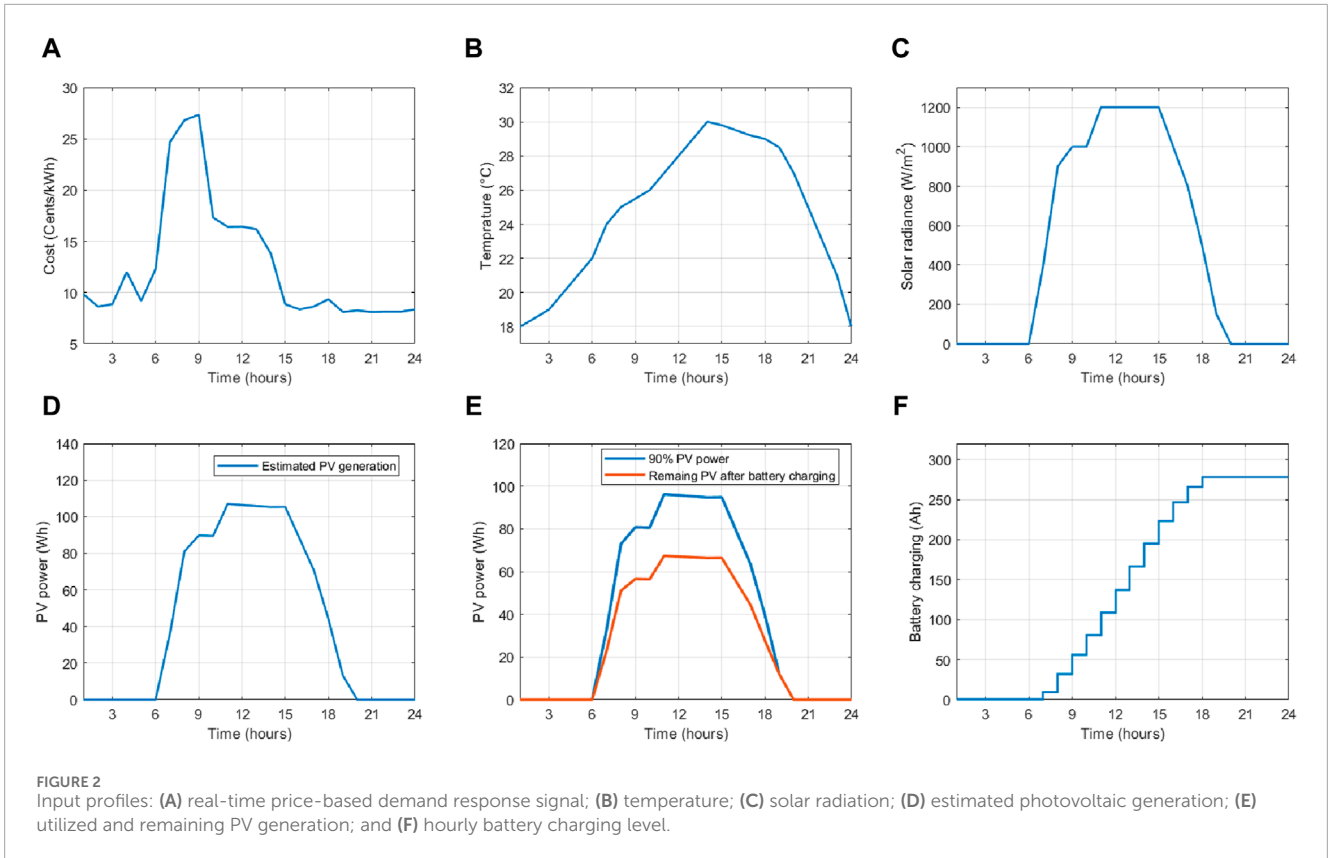 A
B
C
30
25
20
15
10
5
Cost (Cents/kWh)
3 6 9 12 15 18 21 24
Time (hours)
32
30
28
26
24
22
20
18
Temprature (°C)
3 6 9 12 15 18 21 24
Time (hours)
1200
1000
800
600
400
200
0
Solar radiance (W/m²)
3 6 9 12 15 18 21 24
Time (hours)
D
E
F
140
120
100
80
60
40
20
0
PV power (Wh)
Estimated PV generation
3 6 9 12 15 18 21 24
Time (hours)
120
100
80
60
40
20
0
PV power (Wh)
90% PV power
Remaing PV after battery charging
3 6 9 12 15 18 21 24
Time (hours)
300
250
200
150
100
50
0
Battery charging (Ah)
3 6 9 12 15 18 21 24
Time (hours)
FIGURE 2
Input profiles: (A) real-time price-based demand response signal; (B) temperature; (C) solar radiation; (D) estimated photovoltaic generation; (E)
utilized and remaining PV generation; and (F) hourly battery charging level.